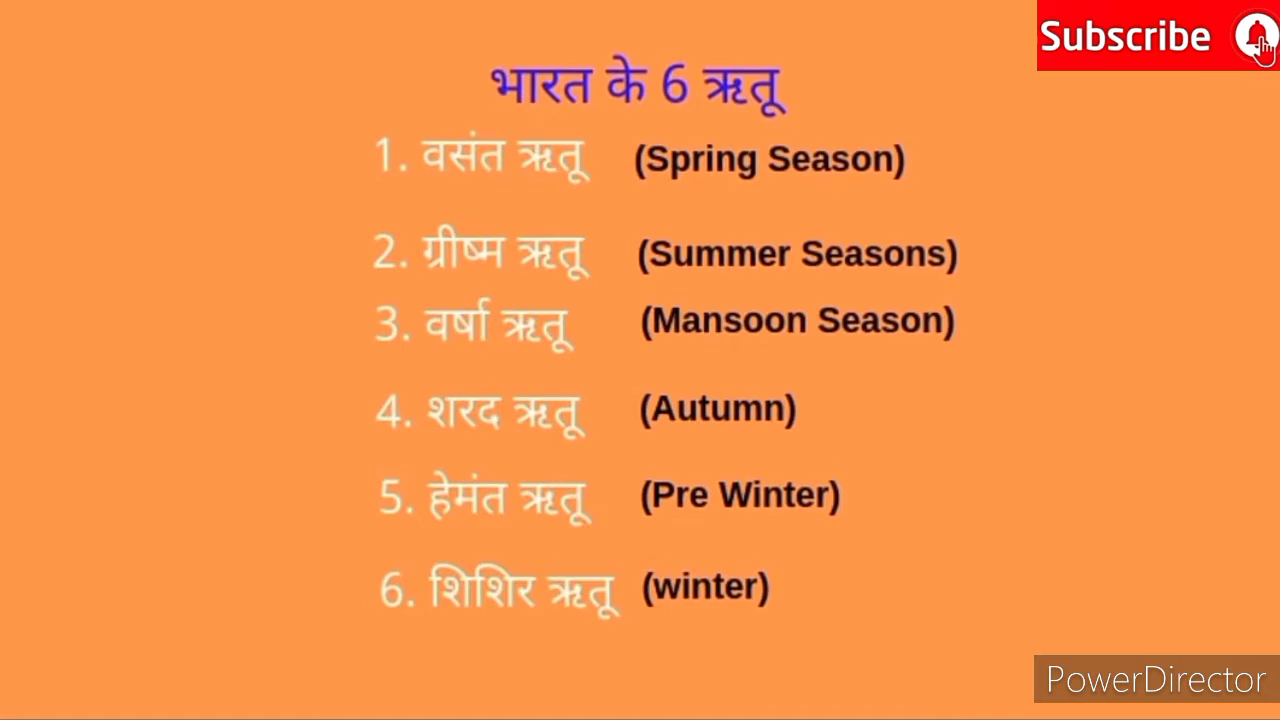 Subscribe
भारत के 6 ऋतू
1. वसंत ऋतू (Spring Season)
2. ग्रीष्म ऋतू (Summer Seasons)
3. वर्षा ऋतू (Mansoon Season)
4. शरद ऋतू (Autumn)
5. हेमंत ऋतू (Pre Winter)
6. शिशिर ऋतू (winter)
PowerDirector